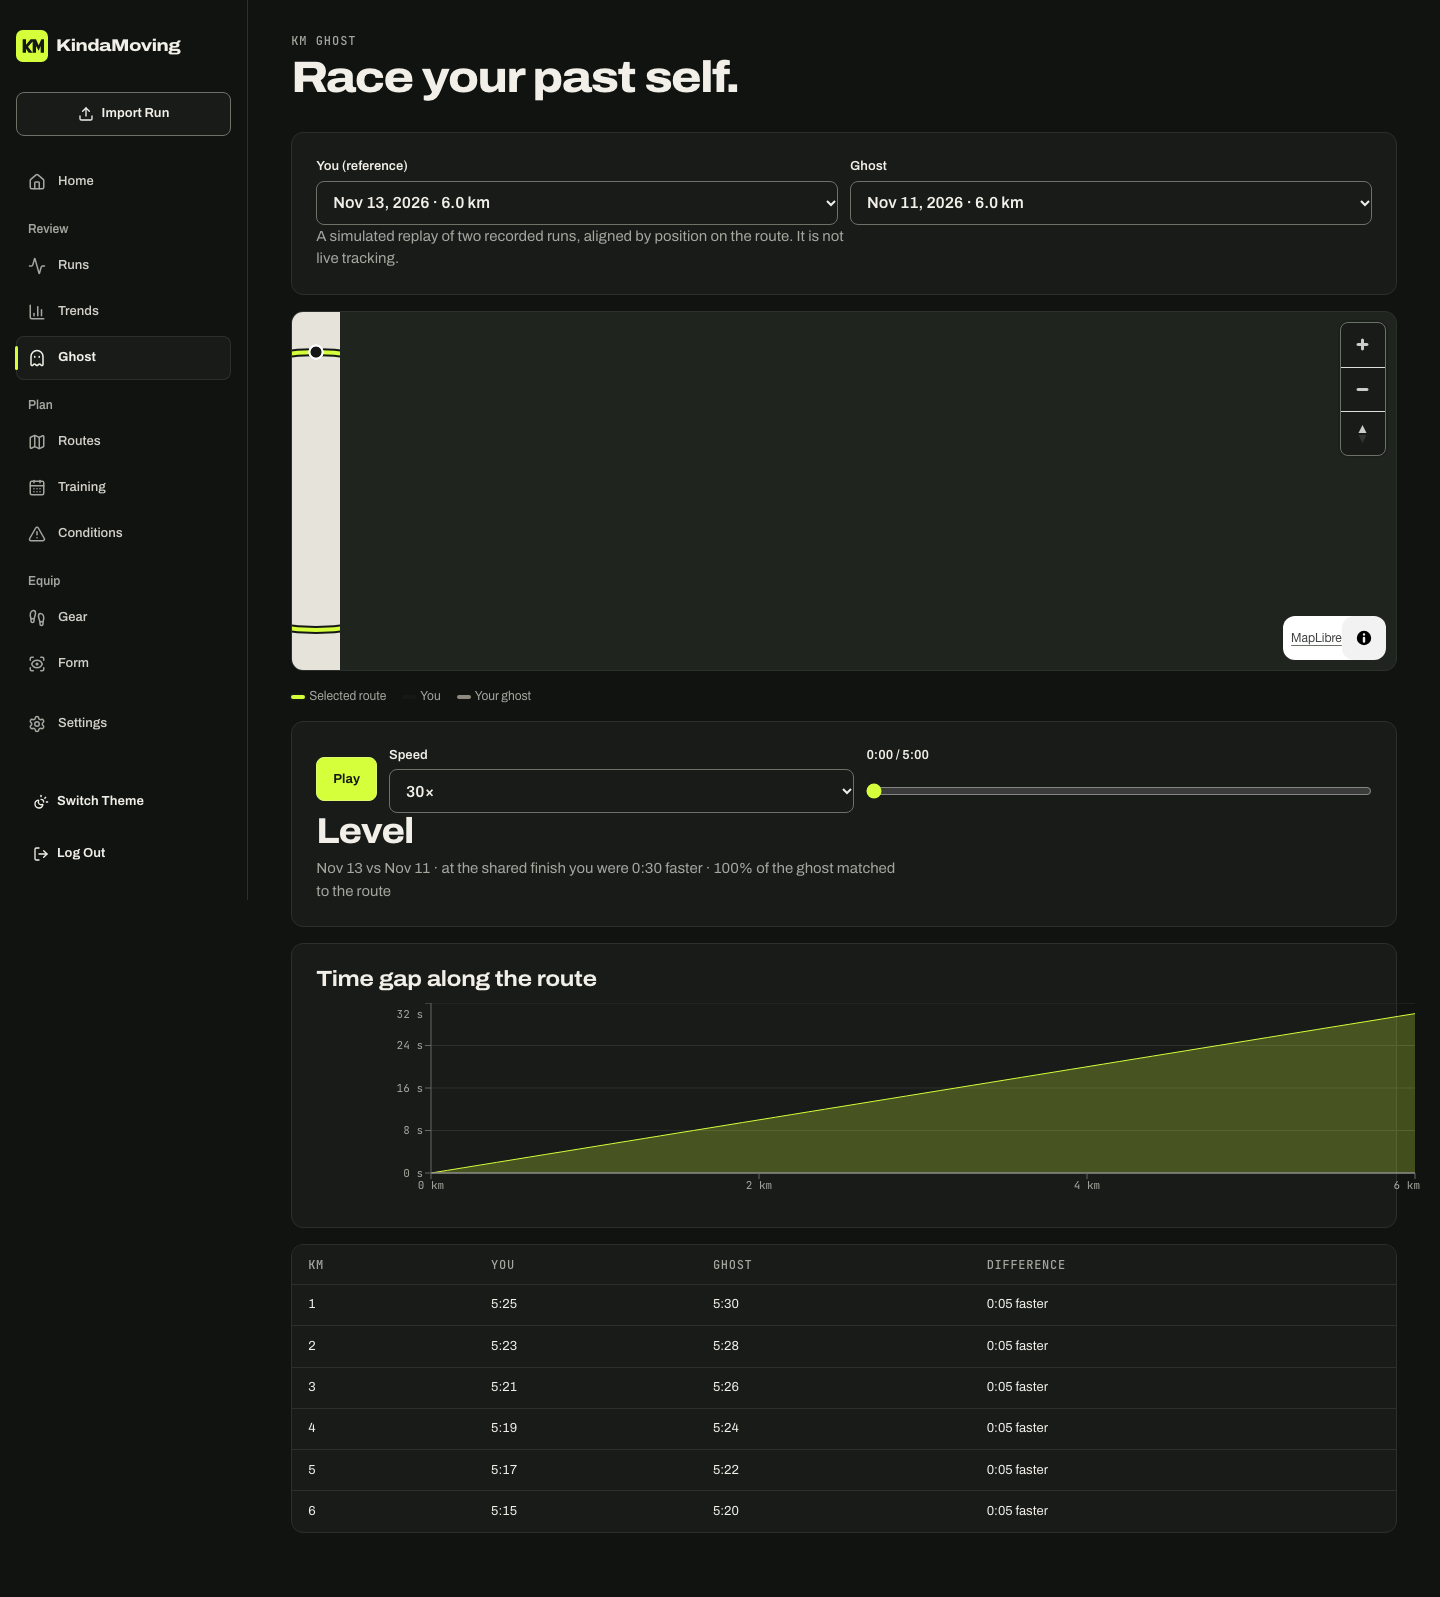 KM KindaMoving
Import Run
Home
Review
Runs
Trends
Ghost
Plan
Routes
Training
Conditions
Equip
Gear
Form
Settings
Switch Theme
Log Out
KM GHOST
Race your past self.
You (reference)
Nov 13, 2026 · 6.0 km
Ghost
Nov 11, 2026 · 6.0 km
A simulated replay of two recorded runs, aligned by position on the route. It is not
live tracking.
MapLibre
Selected route You Your ghost
Play
Speed
30×
0:00 / 5:00
Level
Nov 13 vs Nov 11 · at the shared finish you were 0:30 faster · 100% of the ghost matched
to the route
Time gap along the route
32 s
24 s
16 s
8 s
0 s
0 km 2 km 4 km 6 km
KM YOU GHOST DIFFERENCE
1 5:25 5:30 0:05 faster
2 5:23 5:28 0:05 faster
3 5:21 5:26 0:05 faster
4 5:19 5:24 0:05 faster
5 5:17 5:22 0:05 faster
6 5:15 5:20 0:05 faster